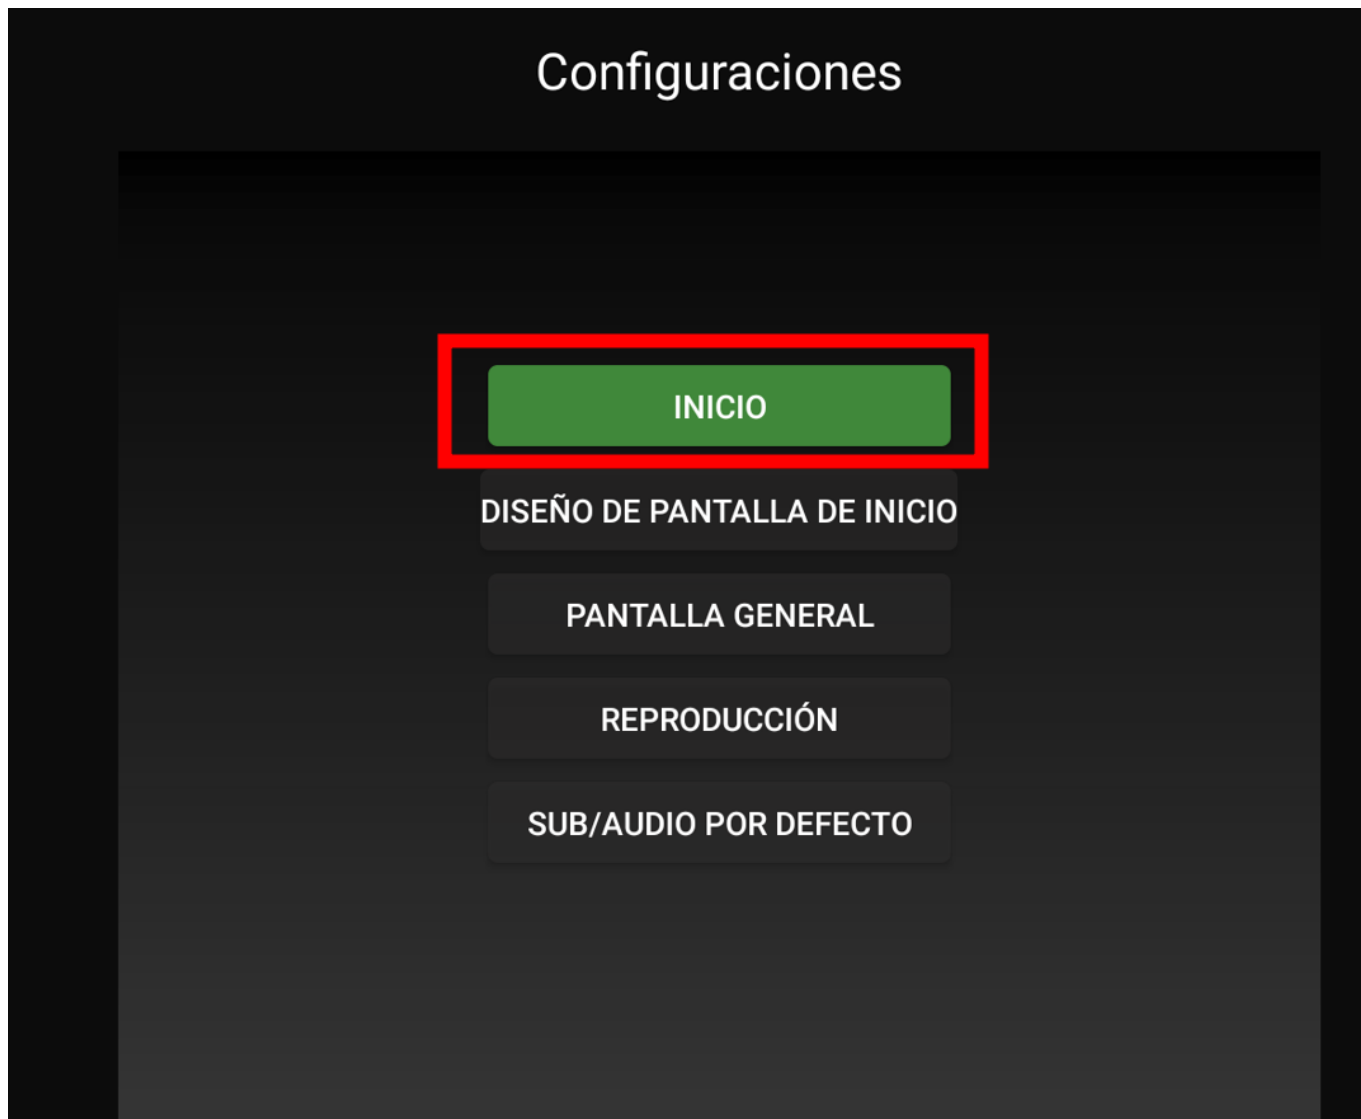 Configuraciones
INICIO
DISEÑO DE PANTALLA DE INICIO
PANTALLA GENERAL
REPRODUCCIÓN
SUB/AUDIO POR DEFECTO